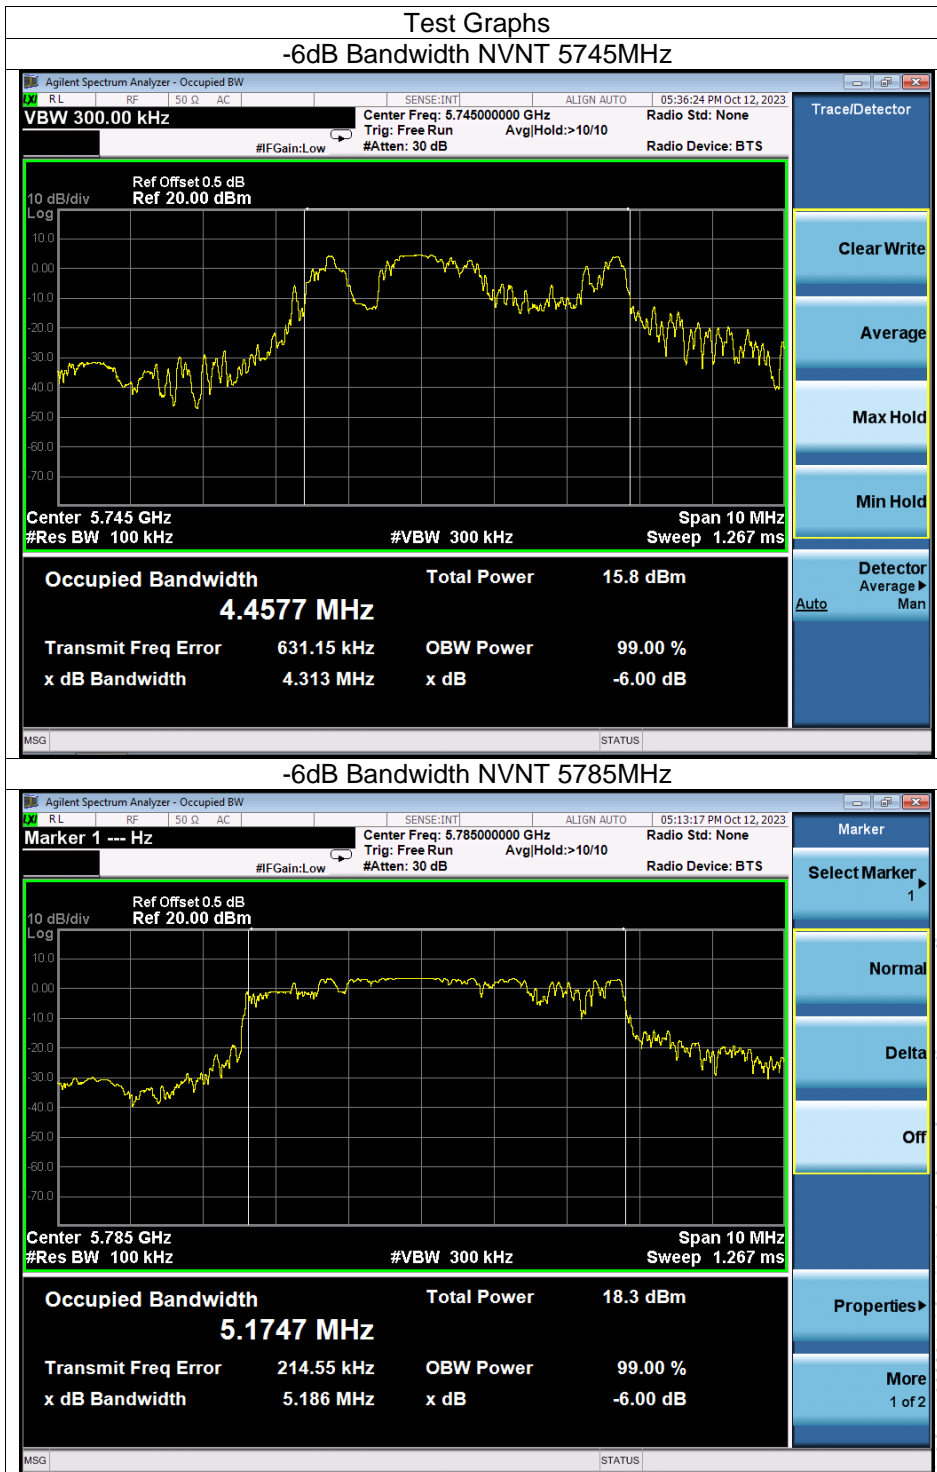 Test Graphs
-6dB Bandwidth NVNT 5745MHz
Agilent Spectrum Analyzer - Occupied BW
LXI RL RF 50 Ω AC SENSE:INT ALIGN AUTO 05:36:24 PM Oct 12, 2023
VBW 300.00 kHz Center Freq: 5.745000000 GHz Radio Std: None
Trig: Free Run Avg|Hold:>10/10
#IFGain:Low #Atten: 30 dB Radio Device: BTS
Trace/Detector
Ref Offset 0.5 dB
10 dB/div Ref 20.00 dBm
Log
10.0
0.00
-10.0
-20.0
-30.0
-40.0
-50.0
-60.0
-70.0
Center 5.745 GHz Span 10 MHz
#Res BW 100 kHz #VBW 300 kHz Sweep 1.267 ms
Clear Write
Average
Max Hold
Min Hold
Detector
Average
Auto Man
Occupied Bandwidth Total Power 15.8 dBm
4.4577 MHz
Transmit Freq Error 631.15 kHz OBW Power 99.00 %
x dB Bandwidth 4.313 MHz x dB -6.00 dB
MSG STATUS
-6dB Bandwidth NVNT 5785MHz
Agilent Spectrum Analyzer - Occupied BW
LXI RL RF 50 Ω AC SENSE:INT ALIGN AUTO 05:13:17 PM Oct 12, 2023
Marker 1 --- Hz Center Freq: 5.785000000 GHz Radio Std: None
Trig: Free Run Avg|Hold:>10/10
#IFGain:Low #Atten: 30 dB Radio Device: BTS
Marker
Ref Offset 0.5 dB
10 dB/div Ref 20.00 dBm
Log
10.0
0.00
-10.0
-20.0
-30.0
-40.0
-50.0
-60.0
-70.0
Center 5.785 GHz Span 10 MHz
#Res BW 100 kHz #VBW 300 kHz Sweep 1.267 ms
Select Marker
1
Normal
Delta
Off
Properties
More
1 of 2
Occupied Bandwidth Total Power 18.3 dBm
5.1747 MHz
Transmit Freq Error 214.55 kHz OBW Power 99.00 %
x dB Bandwidth 5.186 MHz x dB -6.00 dB
MSG STATUS